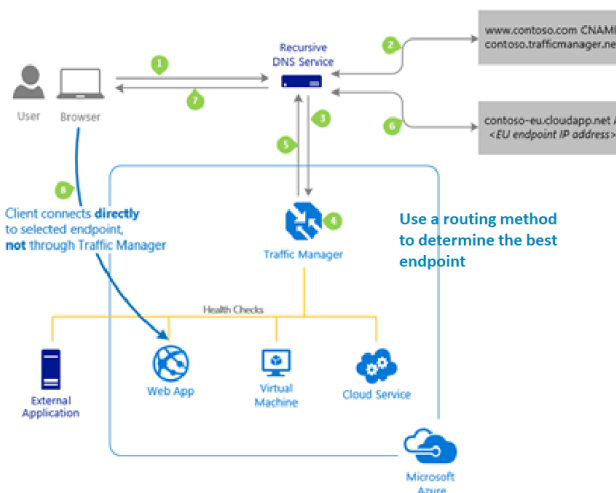 www.contoso.com CNAM
contoso.trafficmanager.ne
Recursive
DNS Service
1
2
7
User
Browser
contoso-eu.cloudapp.net
<EU endpoint IP address>
3
6
5
8
4
Client connects directly
to selected endpoint,
not through Traffic Manager
Use a routing method
to determine the best
endpoint
Traffic Manager
Health Checks
External
Application
Web App
Virtual
Machine
Cloud Service
Microsoft
Azure